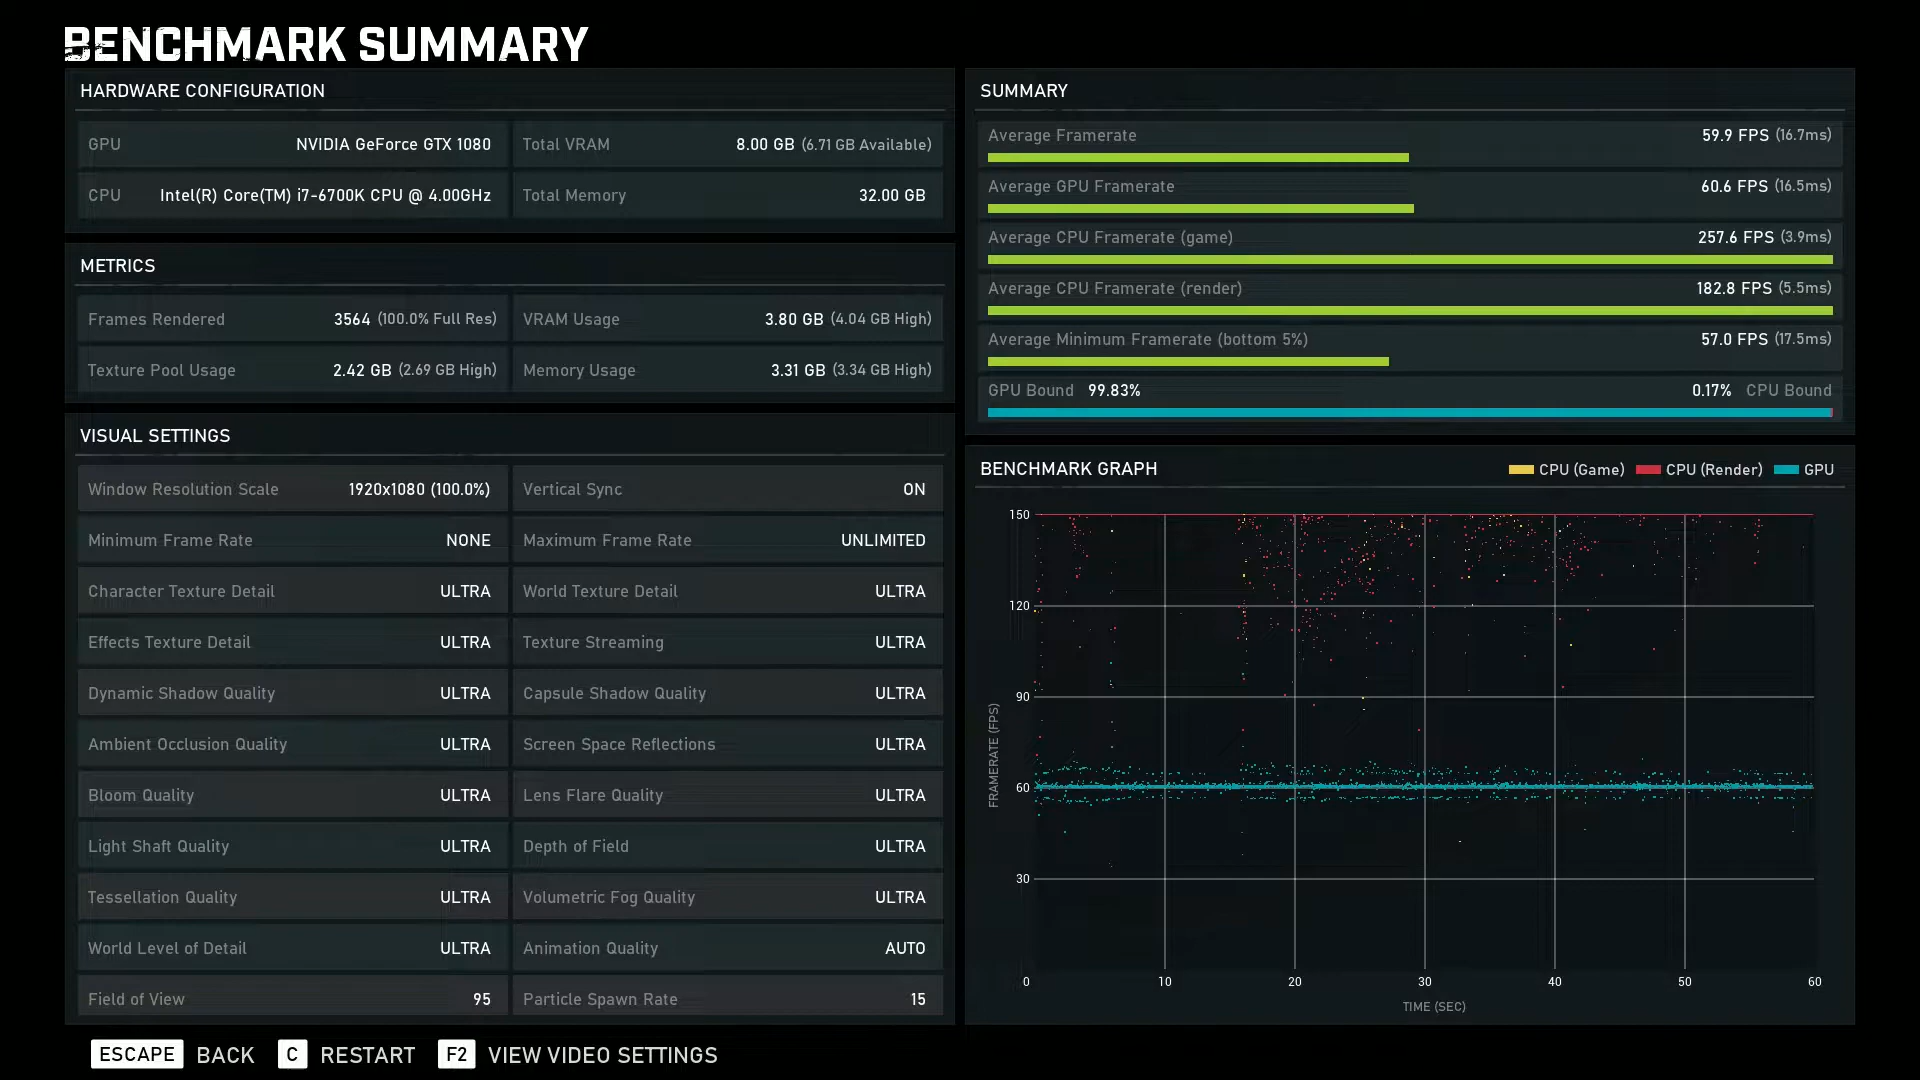 BENCHMARK SUMMARY
HARDWARE CONFIGURATION
GPU NVIDIA GeForce GTX 1080 Total VRAM 8.00 GB (6.71 GB Available)
CPU Intel(R) Core(TM) i7-6700K CPU @ 4.00GHz Total Memory 32.00 GB
METRICS
Frames Rendered 3564 (100.0% Full Res) VRAM Usage 3.80 GB (4.04 GB High)
Texture Pool Usage 2.42 GB (2.69 GB High) Memory Usage 3.31 GB (3.34 GB High)
VISUAL SETTINGS
Window Resolution Scale 1920x1080 (100.0%) Vertical Sync ON
Minimum Frame Rate NONE Maximum Frame Rate UNLIMITED
Character Texture Detail ULTRA World Texture Detail ULTRA
Effects Texture Detail ULTRA Texture Streaming ULTRA
Dynamic Shadow Quality ULTRA Capsule Shadow Quality ULTRA
Ambient Occlusion Quality ULTRA Screen Space Reflections ULTRA
Bloom Quality ULTRA Lens Flare Quality ULTRA
Light Shaft Quality ULTRA Depth of Field ULTRA
Tessellation Quality ULTRA Volumetric Fog Quality ULTRA
World Level of Detail ULTRA Animation Quality AUTO
Field of View 95 Particle Spawn Rate 15
SUMMARY
Average Framerate 59.9 FPS (16.7ms)
Average GPU Framerate 60.6 FPS (16.5ms)
Average CPU Framerate (game) 257.6 FPS (3.9ms)
Average CPU Framerate (render) 182.8 FPS (5.5ms)
Average Minimum Framerate (bottom 5%) 57.0 FPS (17.5ms)
GPU Bound 99.83% 0.17% CPU Bound
BENCHMARK GRAPH CPU (Game) CPU (Render) GPU
150
120
90
60
30
FRAMERATE (FPS)
0 10 20 30 40 50 60
TIME (SEC)
ESCAPE BACK C RESTART F2 VIEW VIDEO SETTINGS